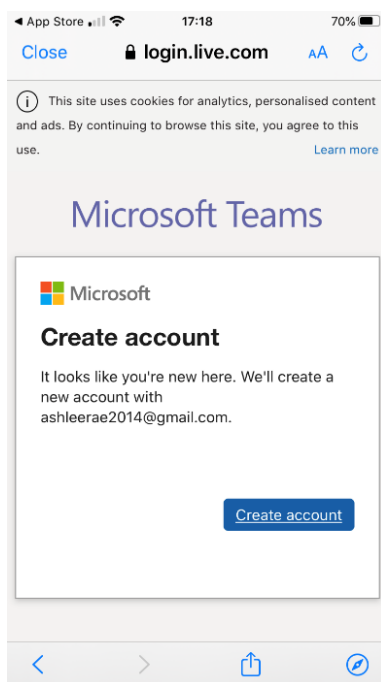 App Store 17:18 70%
Close login.live.com AA
This site uses cookies for analytics, personalised content
and ads. By continuing to browse this site, you agree to this
use. Learn more
Microsoft Teams
Microsoft
Create account
It looks like you're new here. We'll create a
new account with
ashleerae2014@gmail.com.
Create account